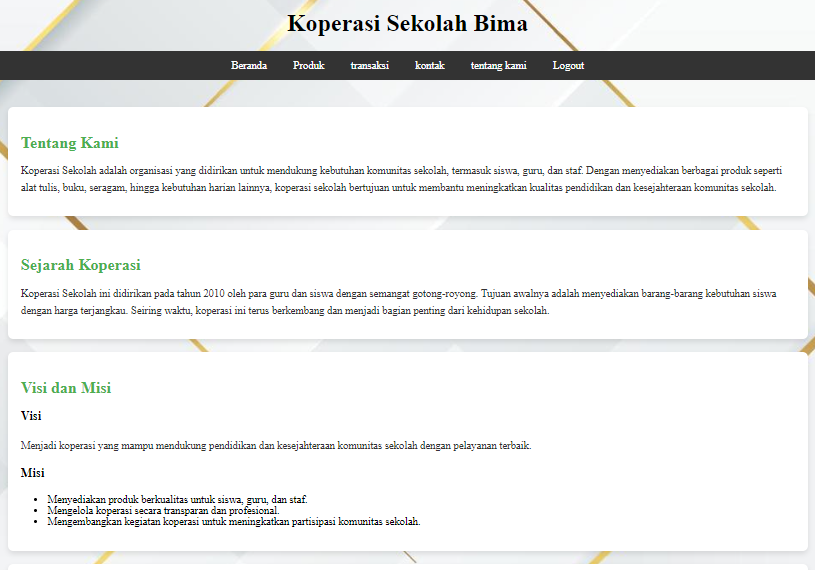 Koperasi Sekolah Bima
Beranda Produk transaksi kontak tentang kami Logout
Tentang Kami
Koperasi Sekolah adalah organisasi yang didirikan untuk mendukung kebutuhan komunitas sekolah, termasuk siswa, guru, dan staf. Dengan menyediakan berbagai produk seperti
alat tulis, buku, seragam, hingga kebutuhan harian lainnya, koperasi sekolah bertujuan untuk membantu meningkatkan kualitas pendidikan dan kesejahteraan komunitas sekolah.
Sejarah Koperasi
Koperasi Sekolah ini didirikan pada tahun 2010 oleh para guru dan siswa dengan semangat gotong-royong. Tujuan awalnya adalah menyediakan barang-barang kebutuhan siswa
dengan harga terjangkau. Seiring waktu, koperasi ini terus berkembang dan menjadi bagian penting dari kehidupan sekolah.
Visi dan Misi
Visi
Menjadi koperasi yang mampu mendukung pendidikan dan kesejahteraan komunitas sekolah dengan pelayanan terbaik.
Misi
• Menyediakan produk berkualitas untuk siswa, guru, dan staf.
• Mengelola koperasi secara transparan dan profesional.
• Mengembangkan kegiatan koperasi untuk meningkatkan partisipasi komunitas sekolah.